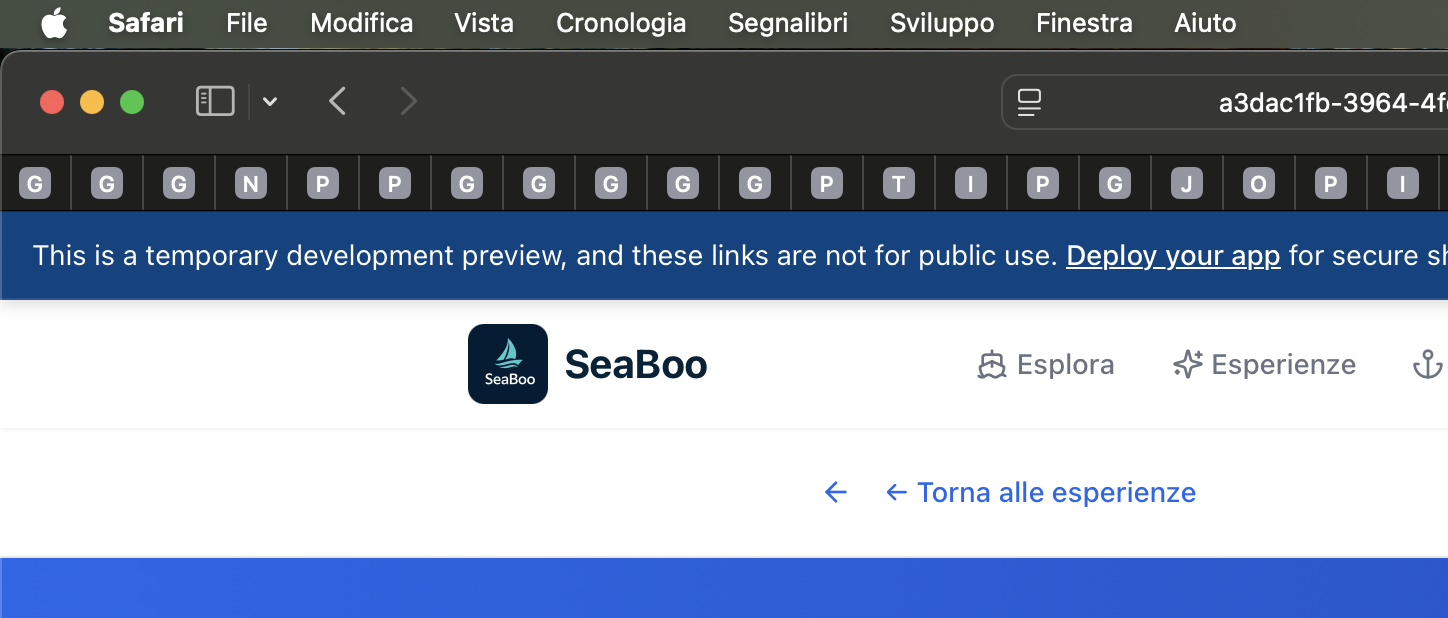 Safari File Modifica Vista Cronologia Segnalibri Sviluppo Finestra Aiuto
a3dac1fb-3964-4f
G G G N P P G G G G G P T I P G J O P I
This is a temporary development preview, and these links are not for public use. Deploy your app for secure
SeaBoo SeaBoo Esplora Esperienze
← ← Torna alle esperienze